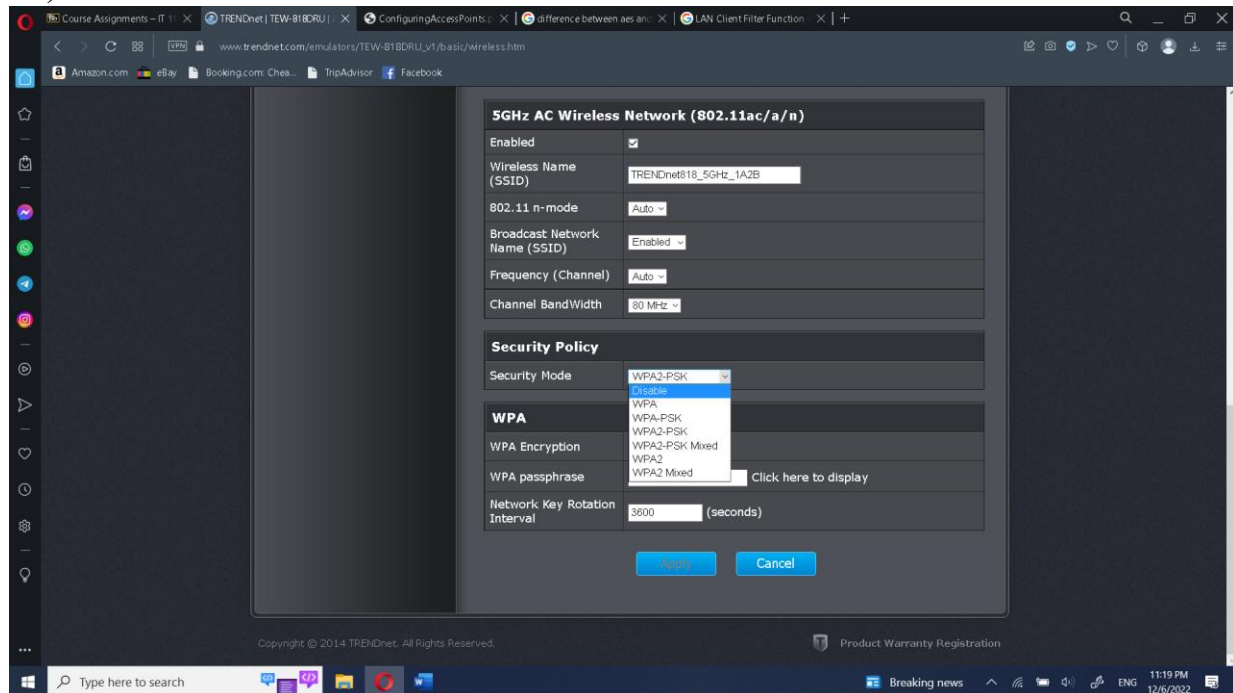 Course Assignments – IT 1
TRENDnet | TEW-818DRU |
ConfiguringAccessPoints.p
difference between aes and
LAN Client Filter Function -
VPN
www.trendnet.com/emulators/TEW-818DRU_v1/basic/wireless.htm
Amazon.com
eBay
Booking.com: Chea...
TripAdvisor
Facebook
5GHz AC Wireless Network (802.11ac/a/n)
Enabled
Wireless Name
(SSID)
TRENDnet818_5GHz_1A2B
802.11 n-mode
Auto
Broadcast Network
Name (SSID)
Enabled
Frequency (Channel)
Auto
Channel BandWidth
80 MHz
Security Policy
Security Mode
WPA2-PSK
Disable
WPA
WPA-PSK
WPA2-PSK
WPA2-PSK Mixed
WPA2
WPA2 Mixed
WPA
WPA Encryption
WPA passphrase
Click here to display
Network Key Rotation
Interval
3600
(seconds)
Apply
Cancel
Copyright © 2014 TRENDnet. All Rights Reserved.
Product Warranty Registration
Type here to search
Breaking news
ENG
11:19 PM
12/6/2022